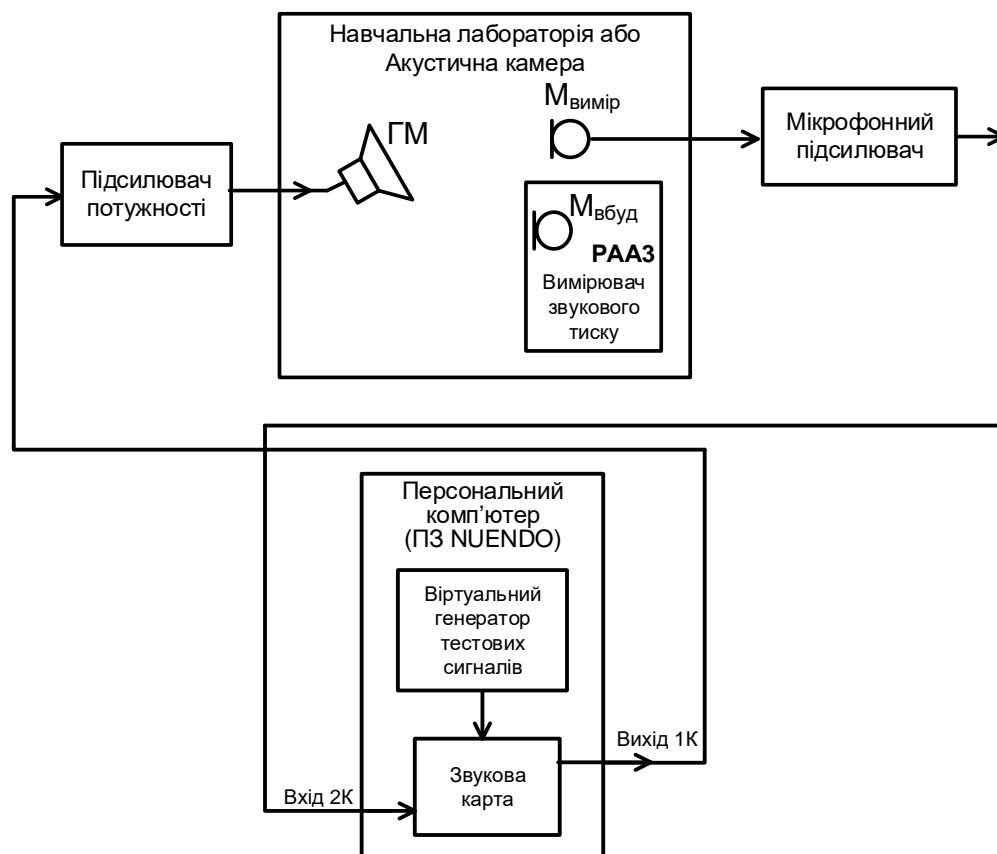 Навчальна лабораторія або
Акустична камера
Мвимір
ГМ
Мікрофонний
підсилювач
Підсилювач
потужності
Мвбуд
РАА3
Вимірювач
звукового
тиску
Персональний
комп’ютер
(ПЗ NUENDO)
Віртуальний
генератор
тестових
сигналів
Вихід 1К
Звукова
карта
Вхід 2К